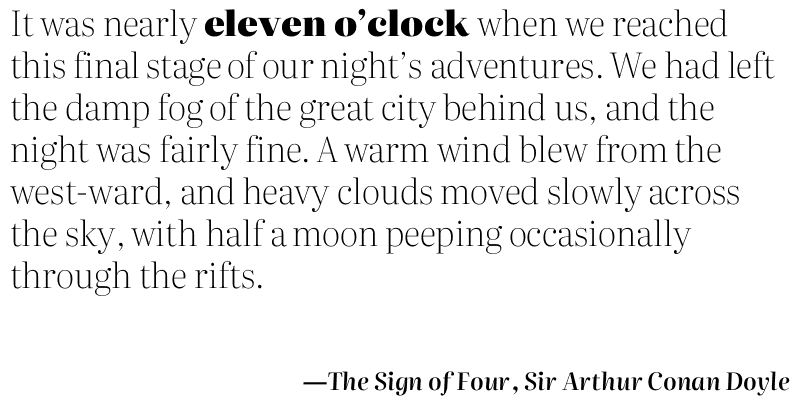 It was nearly eleven o’clock when we reached
this final stage of our night’s adventures. We had left
the damp fog of the great city behind us, and the
night was fairly fine. A warm wind blew from the
west-ward, and heavy clouds moved slowly across
the sky, with half a moon peeping occasionally
through the rifts.
—The Sign of Four, Sir Arthur Conan Doyle